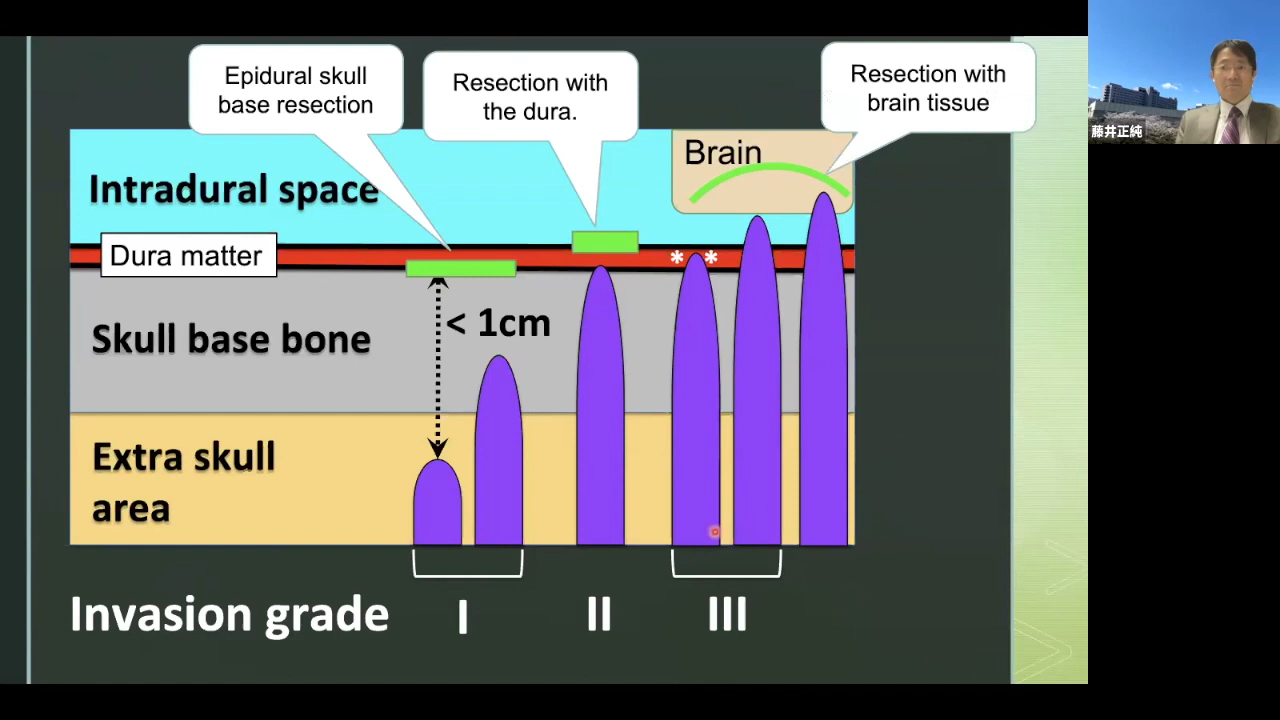 Epidural skull
base resection
Resection with
the dura.
Resection with
brain tissue
藤井正純
Brain
Intradural space
Dura matter
* *
< 1cm
Skull base bone
Extra skull
area
Invasion grade I II III